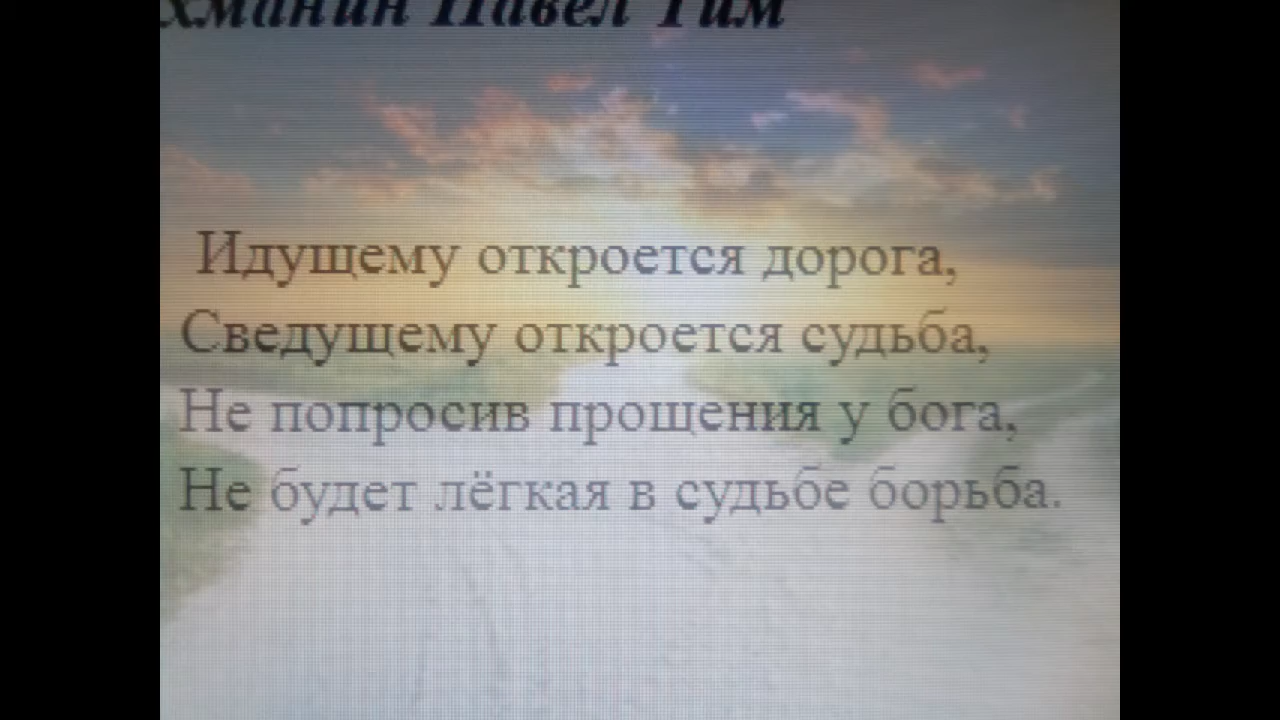 Павел
Идущему откроется дорога,
Сведущему откроется судьба,
Не попросив прощения у бога,
Не будет лёгкая в судьбе борьба.